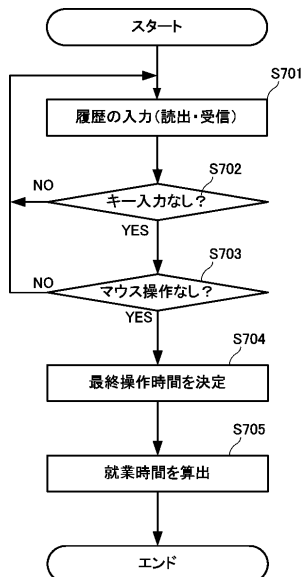 スタート
S701
履歴の入力(読出・受信)
S702
NO
キー入力なし?
YES
S703
NO
マウス操作なし?
YES
S704
最終操作時間を決定
S705
就業時間を算出
エンド